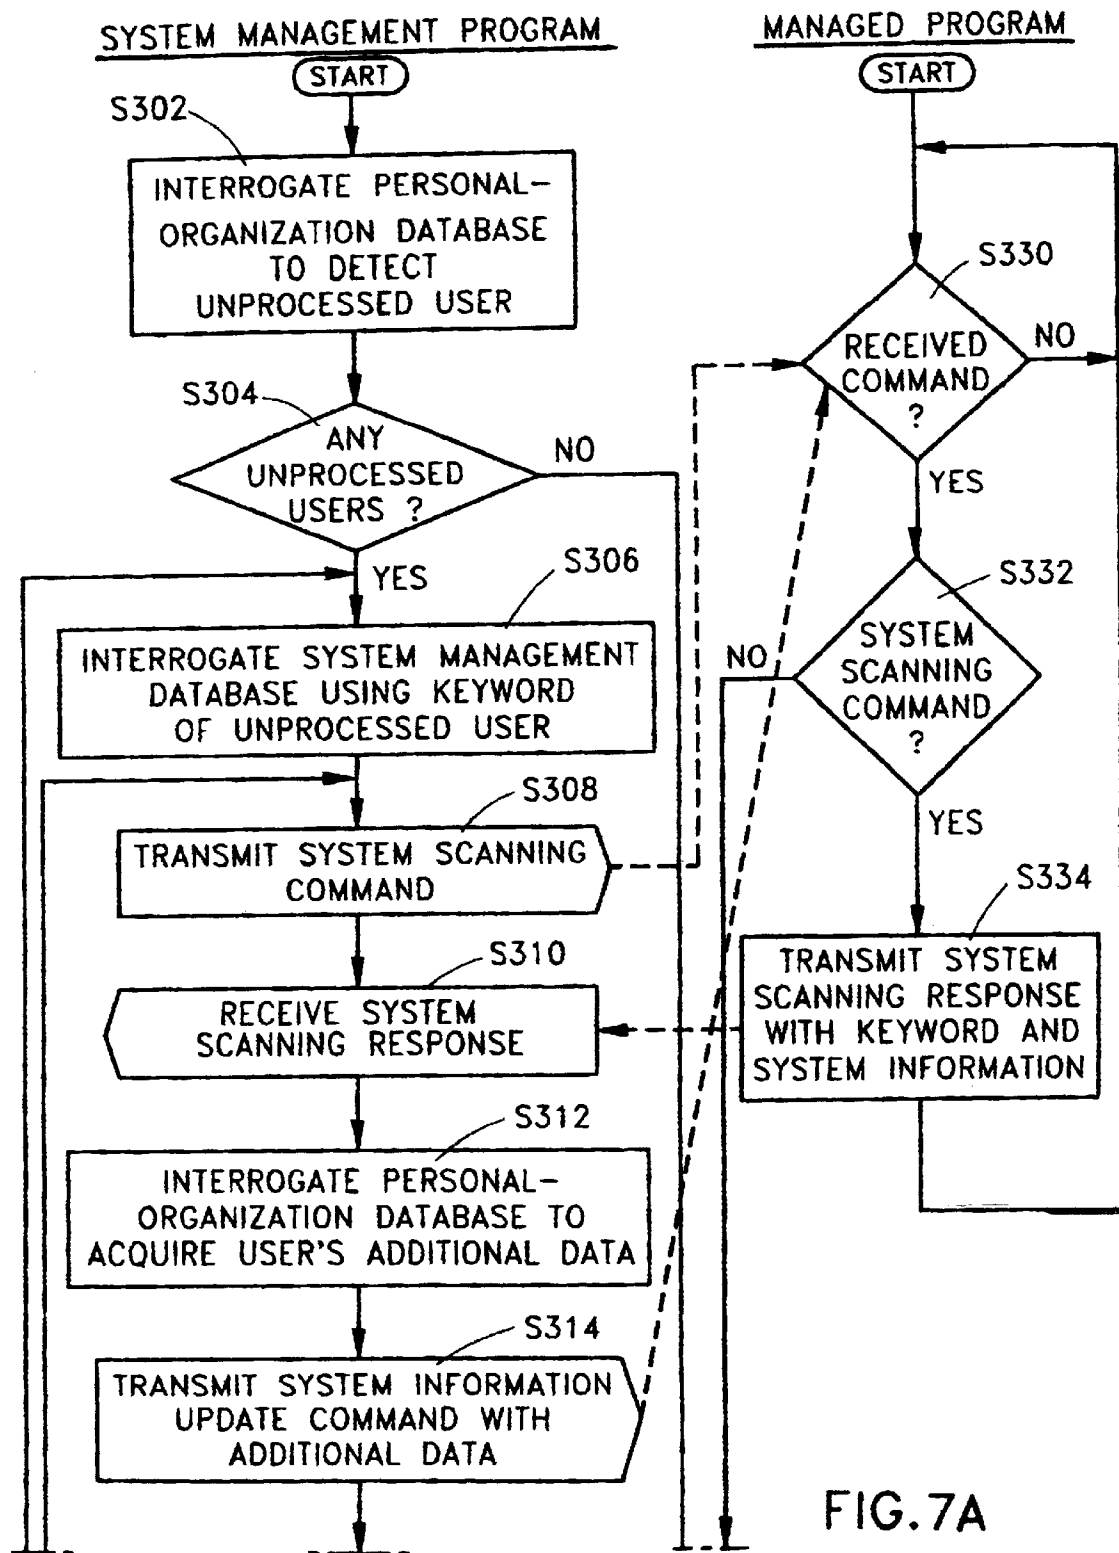 SYSTEM MANAGEMENT PROGRAM
START
S302
INTERROGATE PERSONAL-
ORGANIZATION DATABASE
TO DETECT
UNPROCESSED USER
S304
ANY
UNPROCESSED
USERS ?
NO
YES
S306
INTERROGATE SYSTEM MANAGEMENT
DATABASE USING KEYWORD
OF UNPROCESSED USER
S308
TRANSMIT SYSTEM SCANNING
COMMAND
S310
RECEIVE SYSTEM
SCANNING RESPONSE
S312
INTERROGATE PERSONAL-
ORGANIZATION DATABASE TO
ACQUIRE USER'S ADDITIONAL DATA
S314
TRANSMIT SYSTEM INFORMATION
UPDATE COMMAND WITH
ADDITIONAL DATA
MANAGED PROGRAM
START
S330
RECEIVED
COMMAND
?
NO
YES
S332
SYSTEM
SCANNING
COMMAND
?
NO
YES
S334
TRANSMIT SYSTEM
SCANNING RESPONSE
WITH KEYWORD AND
SYSTEM INFORMATION
FIG.7A